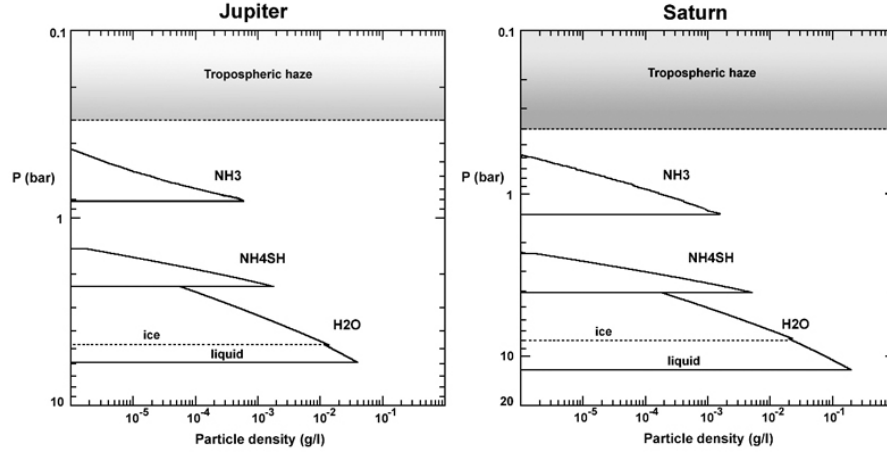 Jupiter
0.1
Tropospheric haze
P (bar)
NH3
1
NH4SH
H2O
ice
liquid
10
10-5
10-4
10-3
10-2
10-1
Particle density (g/l)
Saturn
0.1
Tropospheric haze
P (bar)
NH3
1
NH4SH
H2O
ice
10
liquid
20
10-5
10-4
10-3
10-2
10-1
Particle density (g/l)